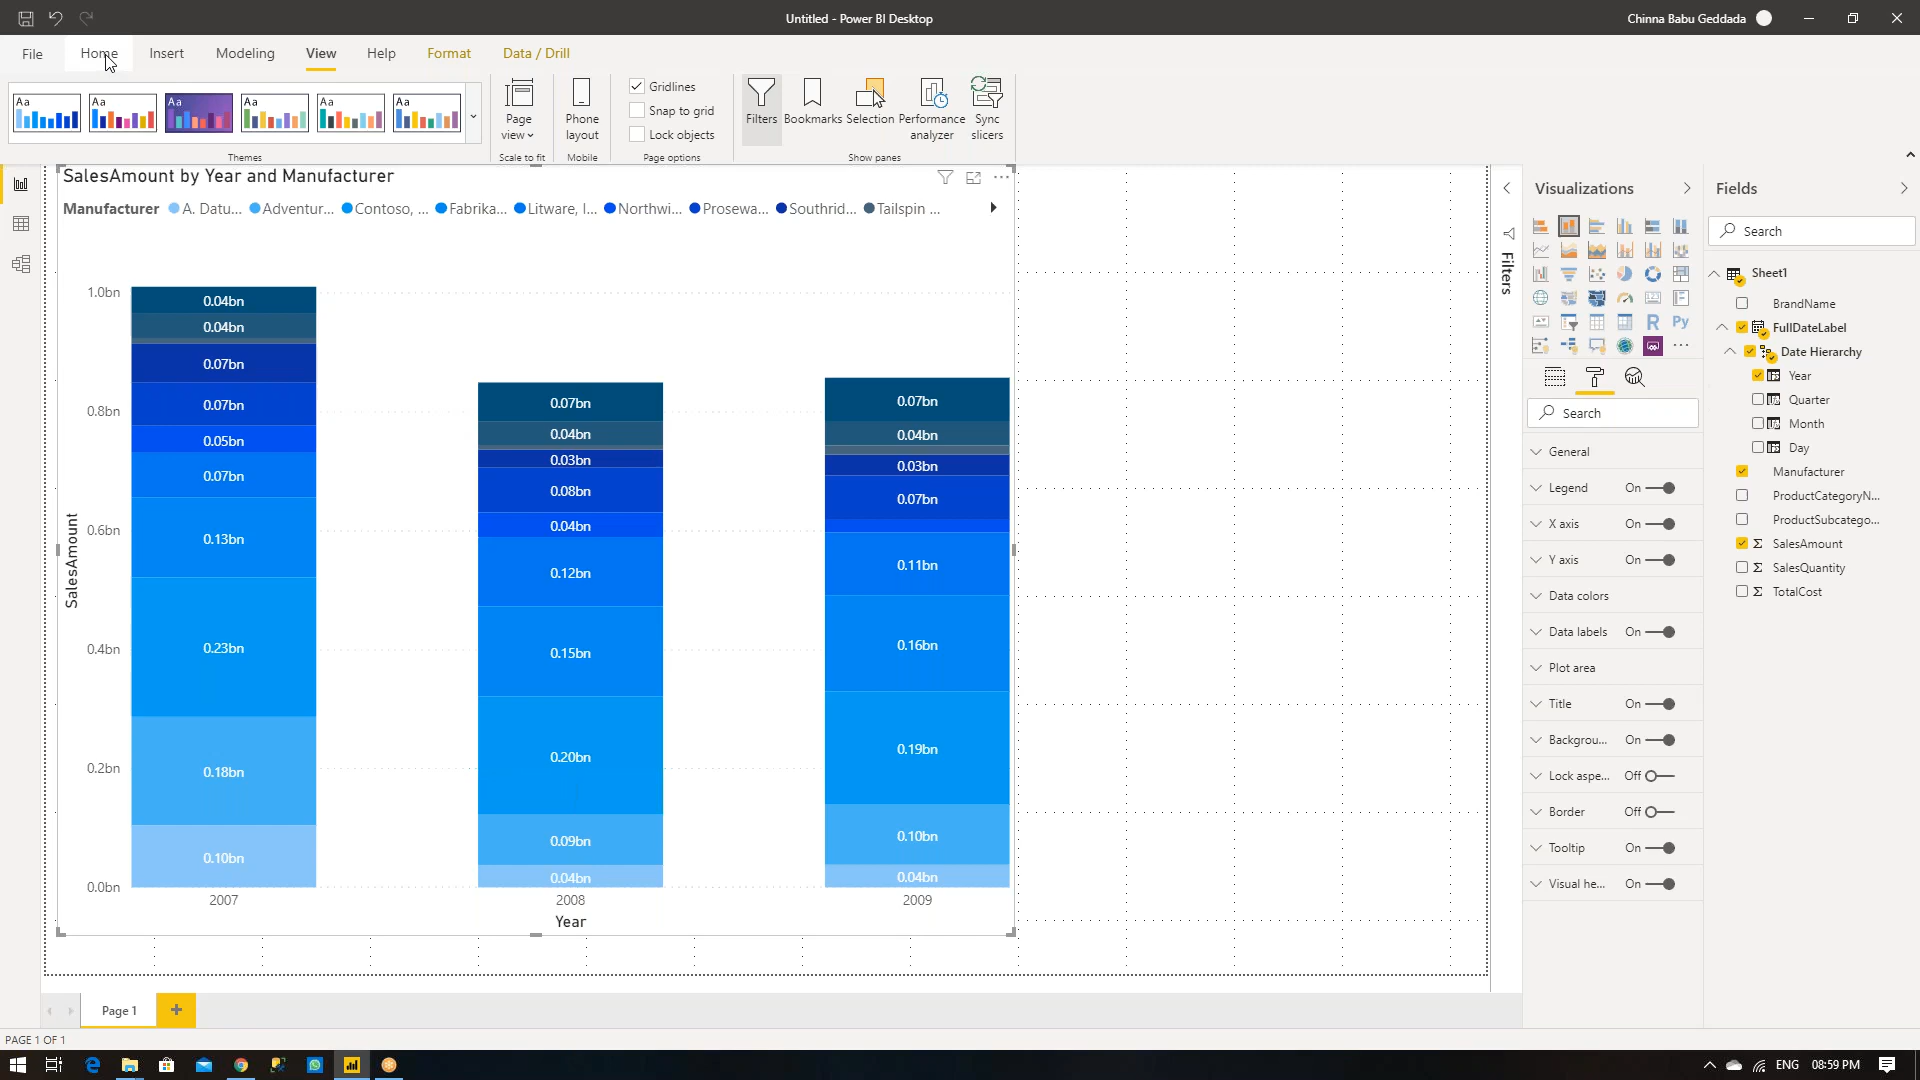 Untitled - Power BI Desktop
Chinna Babu Geddada
File
Home
Insert
Modeling
View
Help
Format
Data / Drill
Aa
Aa
Aa
Aa
Aa
Aa
Themes
Page view
Scale to fit
Phone layout
Mobile
Gridlines
Snap to grid
Lock objects
Page options
Filters
Bookmarks
Selection
Performance analyzer
Sync slicers
Show panes
SalesAmount by Year and Manufacturer
Manufacturer A. Datu... Adventur... Contoso, ... Fabrika... Litware, I... Northwi... Prosewa... Southrid... Tailspin ...
SalesAmount
1.0bn
0.8bn
0.6bn
0.4bn
0.2bn
0.0bn
0.04bn
0.04bn
0.07bn
0.07bn
0.05bn
0.07bn
0.13bn
0.23bn
0.18bn
0.10bn
2007
0.07bn
0.04bn
0.03bn
0.08bn
0.04bn
0.12bn
0.15bn
0.20bn
0.09bn
0.04bn
2008
0.07bn
0.04bn
0.03bn
0.07bn
0.11bn
0.16bn
0.19bn
0.10bn
0.04bn
2009
Year
Filters
Visualizations
R
Py
Search
General
Legend On
X axis On
Y axis On
Data colors
Data labels On
Plot area
Title On
Backgrou... On
Lock aspe... Off
Border Off
Tooltip On
Visual he... On
Fields
Search
Sheet1
BrandName
FullDateLabel
Date Hierarchy
Year
Quarter
Month
Day
Manufacturer
ProductCategoryN...
ProductSubcatego...
SalesAmount
SalesQuantity
TotalCost
Page 1
PAGE 1 OF 1
ENG
08:59 PM